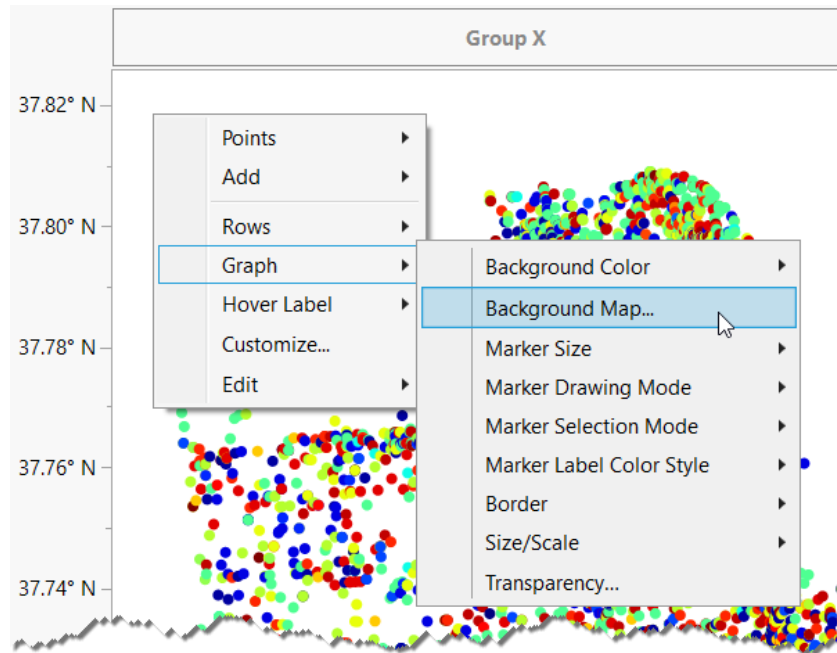 Group X
37.82° N
37.80° N
37.78° N
37.76° N
37.74° N
Points
Add
Rows
Graph
Hover Label
Customize...
Edit
Background Color
Background Map...
Marker Size
Marker Drawing Mode
Marker Selection Mode
Marker Label Color Style
Border
Size/Scale
Transparency...